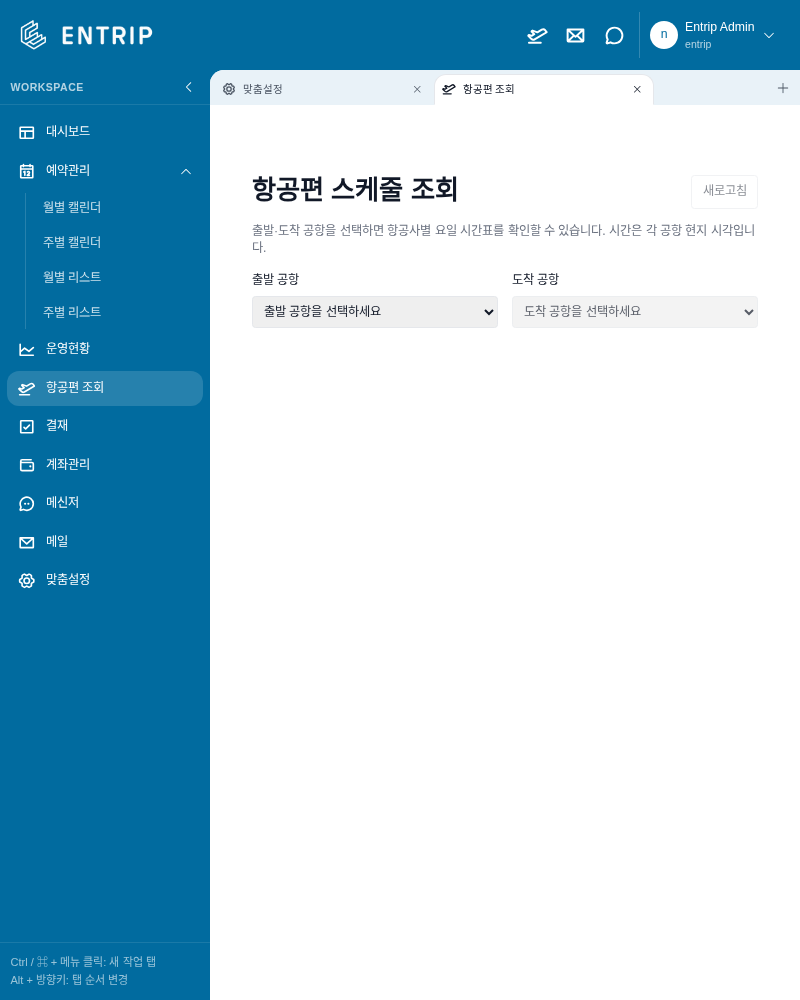 ENTRIP
n
Entrip Admin
entrip
WORKSPACE
맞춤설정
항공편 조회
대시보드
예약관리
월별 캘린더
주별 캘린더
월별 리스트
주별 리스트
운영현황
항공편 조회
결재
계좌관리
메신저
메일
맞춤설정
Ctrl / ⌘ + 메뉴 클릭: 새 작업 탭
Alt + 방향키: 탭 순서 변경
항공편 스케줄 조회
새로고침
출발·도착 공항을 선택하면 항공사별 요일 시간표를 확인할 수 있습니다. 시간은 각 공항 현지 시각입니
다.
출발 공항
도착 공항
출발 공항을 선택하세요
도착 공항을 선택하세요